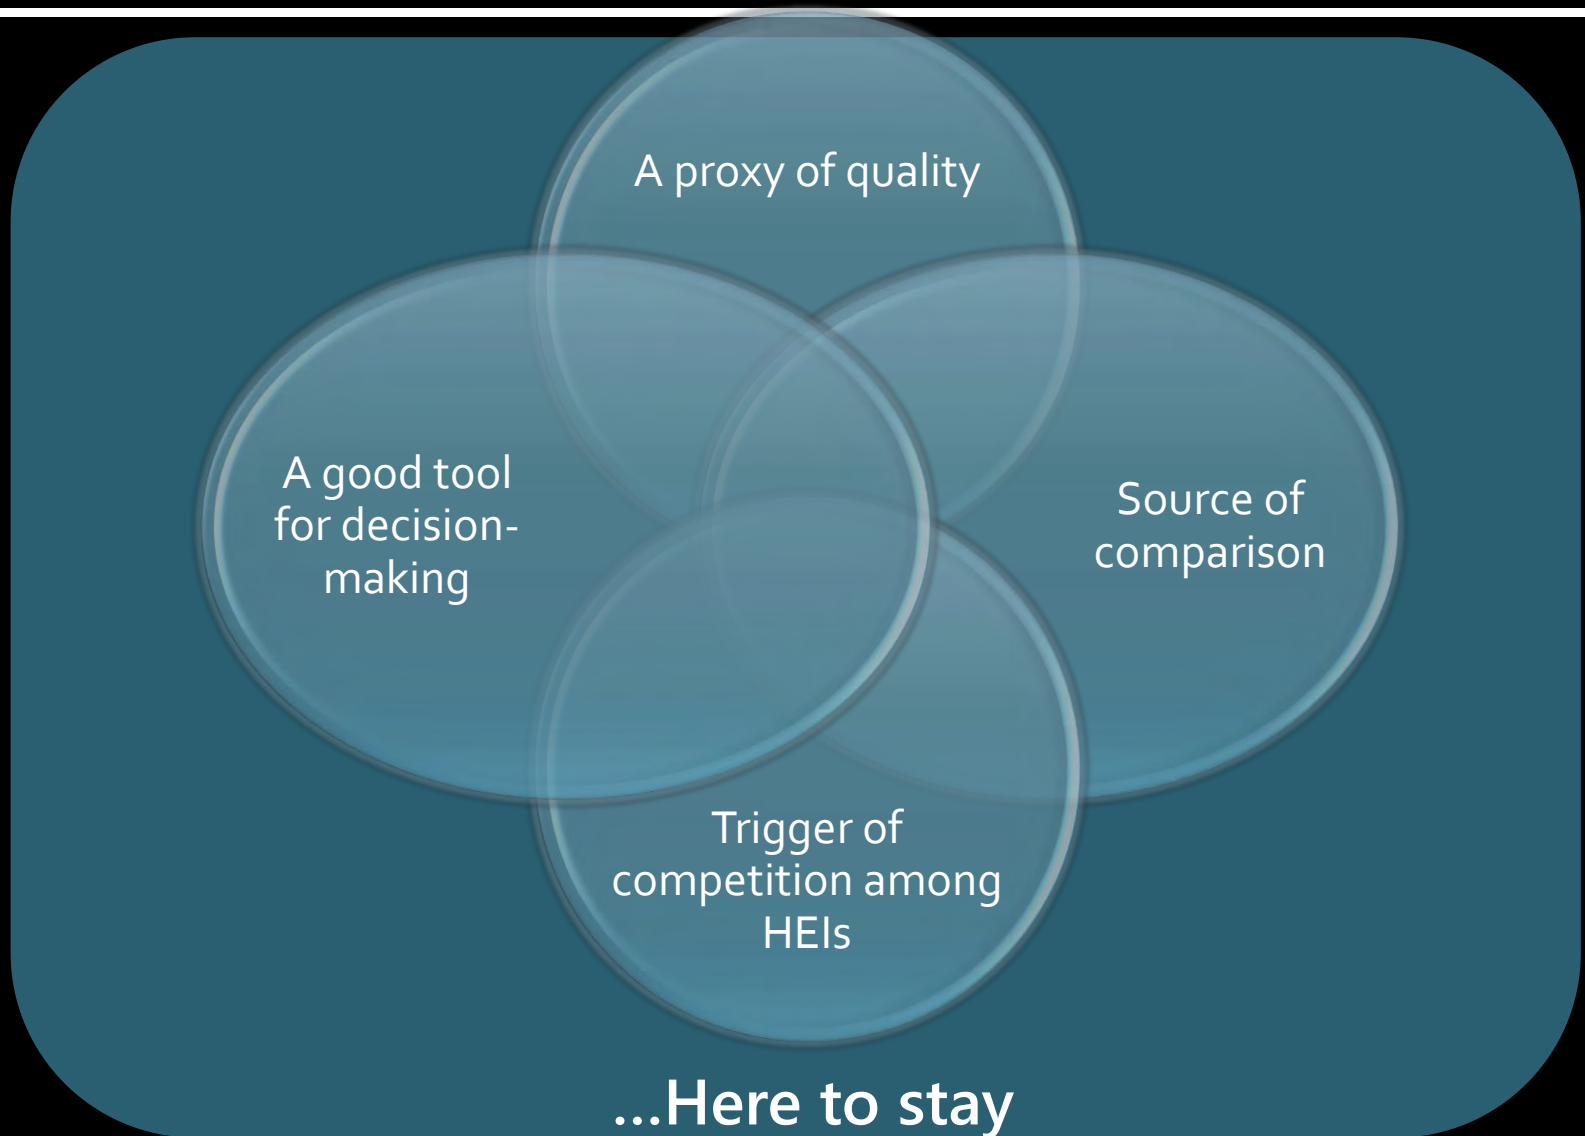 A proxy of quality
A good tool
for decision-
making
Source of
comparison
Trigger of
competition among
HEIs
...Here to stay